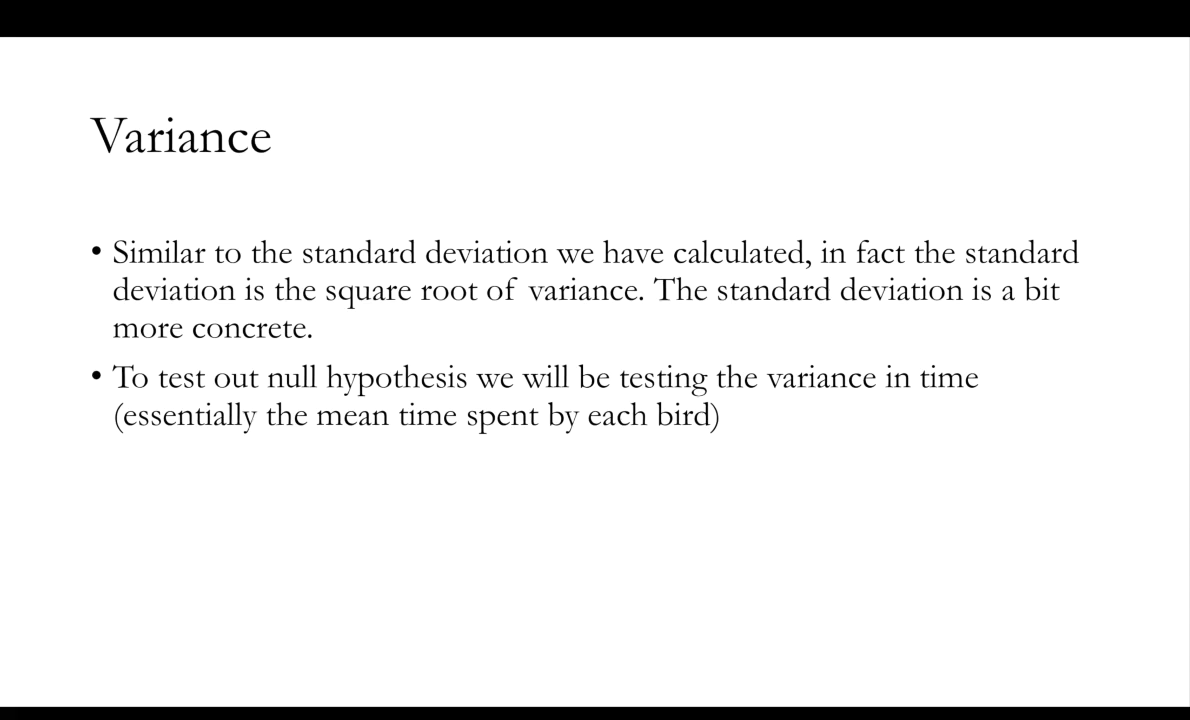 Variance
• Similar to the standard deviation we have calculated, in fact the standard
deviation is the square root of variance. The standard deviation is a bit
more concrete.
• To test out null hypothesis we will be testing the variance in time
(essentially the mean time spent by each bird)